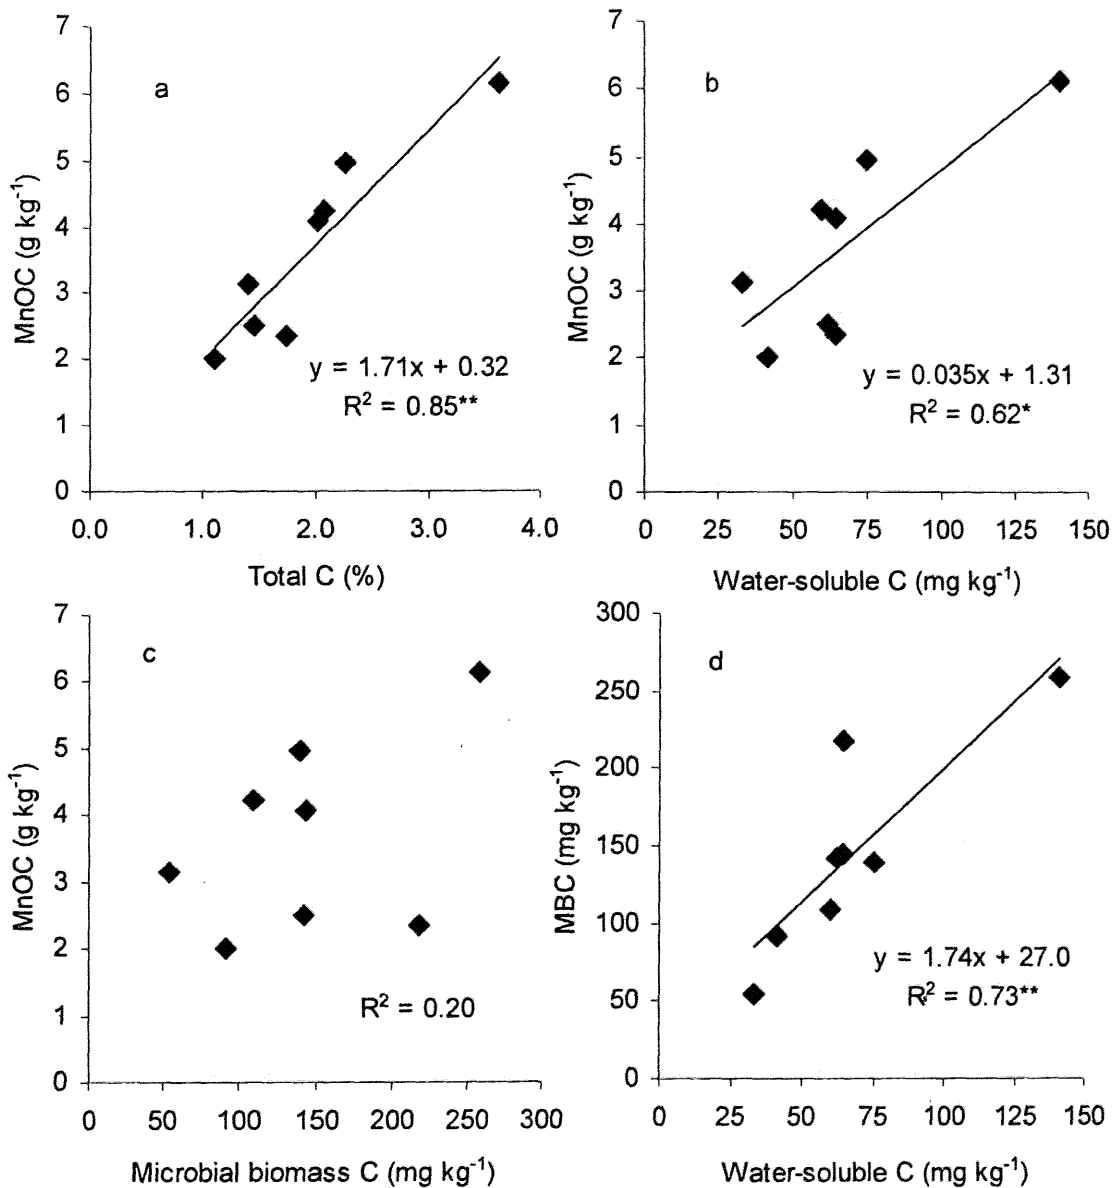 7
6
5
4
3
2
1
0
a
MnOC (g kg-1)
y = 1.71x + 0.32
R2 = 0.85**
0.0 1.0 2.0 3.0 4.0
Total C (%)
7
6
5
4
3
2
1
0
b
MnOC (g kg-1)
y = 0.035x + 1.31
R2 = 0.62*
0 25 50 75 100 125 150
Water-soluble C (mg kg-1)
7
6
5
4
3
2
1
0
c
MnOC (g kg-1)
R2 = 0.20
0 50 100 150 200 250 300
Microbial biomass C (mg kg-1)
300
250
200
150
100
50
0
d
MBC (mg kg-1)
y = 1.74x + 27.0
R2 = 0.73**
0 25 50 75 100 125 150
Water-soluble C (mg kg-1)